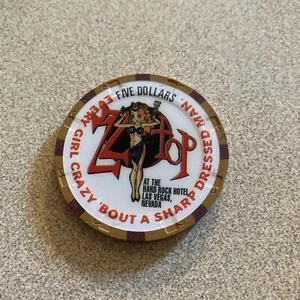 FIVE DOLLARS
ZZ TOP
AT THE
HARD ROCK HOTEL
LAS VEGAS,
NEVADA
EVERY GIRL CRAZY 'BOUT A SHARP DRESSED MAN.